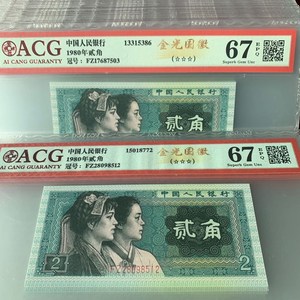 ACG
AI CANG GUARANTY
中国人民银行
1980年贰角
冠号：FZ17687503
13315386
金光国徽
(☆☆☆)
67 EPQ
Superb Gem Unc
中国人民银行
贰角
ACG
AI CANG GUARANTY
中国人民银行
1980年贰角
冠号：FZ28098512
15018772
金光国徽
(☆☆☆)
67 EPQ
Superb Gem Unc
中国人民银行
贰角
2
FZ28098512
2